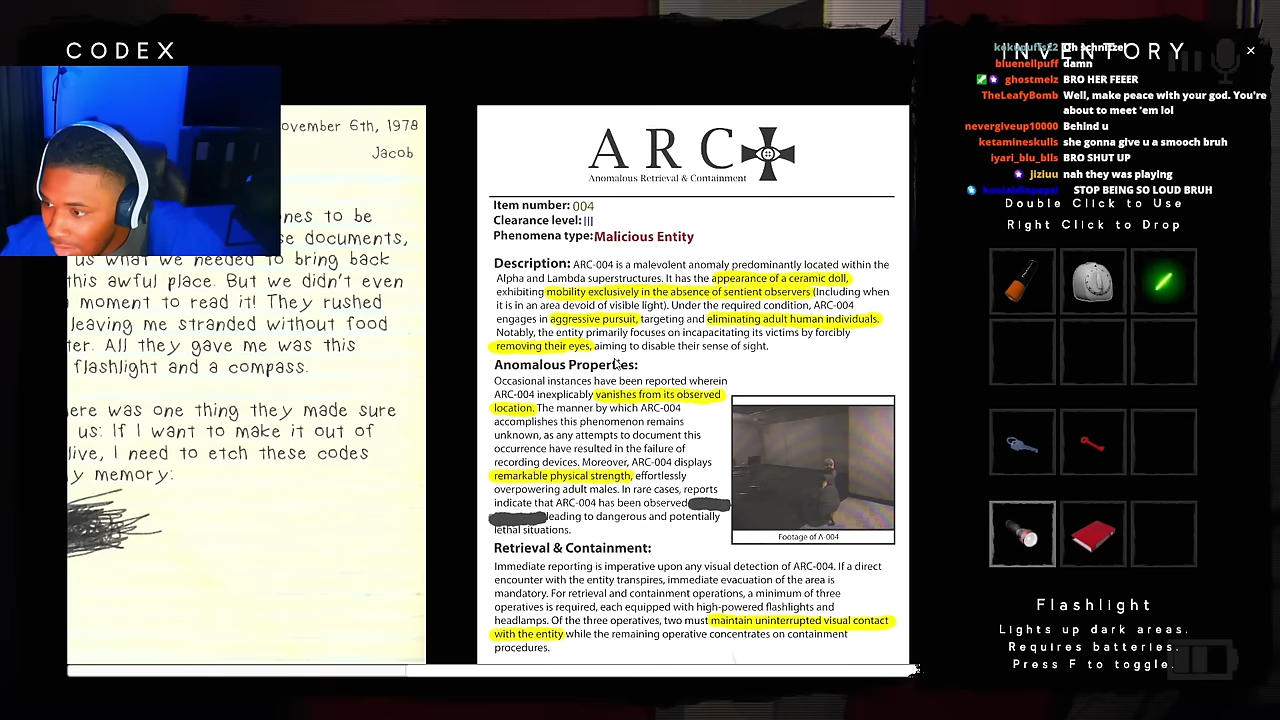 CODEX
INVENTORY
Oh schnitzel
bluenellpuff damn
ghostmelz BRO HER FEEER
TheLeafyBomb Well, make peace with your god. You're
about to meet 'em lol
nevergiveup10000 Behind u
ketamineskulls she gonna give u a smooch bruh
iyari_blu_blls BRO SHUT UP
jiziuu nah they was playing
STOP BEING SO LOUD BRUH
Double Click to Use
Right Click to Drop
Flashlight
Lights up dark areas.
Requires batteries.
Press F to toggle.
ovember 6th, 1978
Jacob
nes to be
se documents,
us what we needed to bring back
this awful place. But we didn't even
moment to read it! They rushed
leaving me stranded without food
ter. All they gave me was this
flashlight and a compass.
ere was one thing they made sure
us: If I want to make it out of
live, I need to etch these codes
y memory:
ARC
Anomalous Retrieval & Containment
Item number: 004
Clearance level: III
Phenomena type: Malicious Entity
Description: ARC-004 is a malevolent anomaly predominantly located within the
Alpha and Lambda superstructures. It has the appearance of a ceramic doll,
exhibiting mobility exclusively in the absence of sentient observers (Including when
it is in an area devoid of visible light). Under the required condition, ARC-004
engages in aggressive pursuit, targeting and eliminating adult human individuals.
Notably, the entity primarily focuses on incapacitating its victims by forcibly
removing their eyes, aiming to disable their sense of sight.
Anomalous Properties:
Occasional instances have been reported wherein
ARC-004 inexplicably vanishes from its observed
location. The manner by which ARC-004
accomplishes this phenomenon remains
unknown, as any attempts to document this
occurrence have resulted in the failure of
recording devices. Moreover, ARC-004 displays
remarkable physical strength, effortlessly
overpowering adult males. In rare cases, reports
indicate that ARC-004 has been observed
leading to dangerous and potentially
lethal situations.
Footage of A-004
Retrieval & Containment:
Immediate reporting is imperative upon any visual detection of ARC-004. If a direct
encounter with the entity transpires, immediate evacuation of the area is
mandatory. For retrieval and containment operations, a minimum of three
operatives is required, each equipped with high-powered flashlights and
headlamps. Of the three operatives, two must maintain uninterrupted visual contact
with the entity while the remaining operative concentrates on containment
procedures.